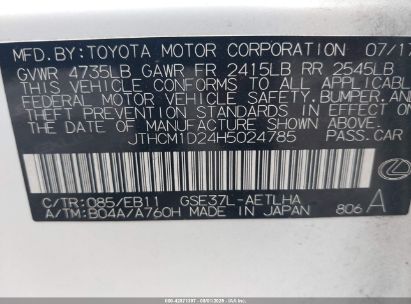 MFD.BY:TOYOTA MOTOR CORPORATION 07/17
GVWR 4735LB GAWR FR 2415LB RR 2545LB
THIS VEHICLE CONFORMS TO ALL APPLICABLE
FEDERAL MOTOR VEHICLE SAFETY,BUMPER,AND
THEFT PREVENTION STANDARDS IN EFFECT ON
THE DATE OF MANUFACTURE SHOWN ABOVE.
JTHCM1D24H5024785 PASS.CAR
C/TR:085/EB11 GSE37L-AETLHA
A/TM:B04A/A760H MADE IN JAPAN 806 A